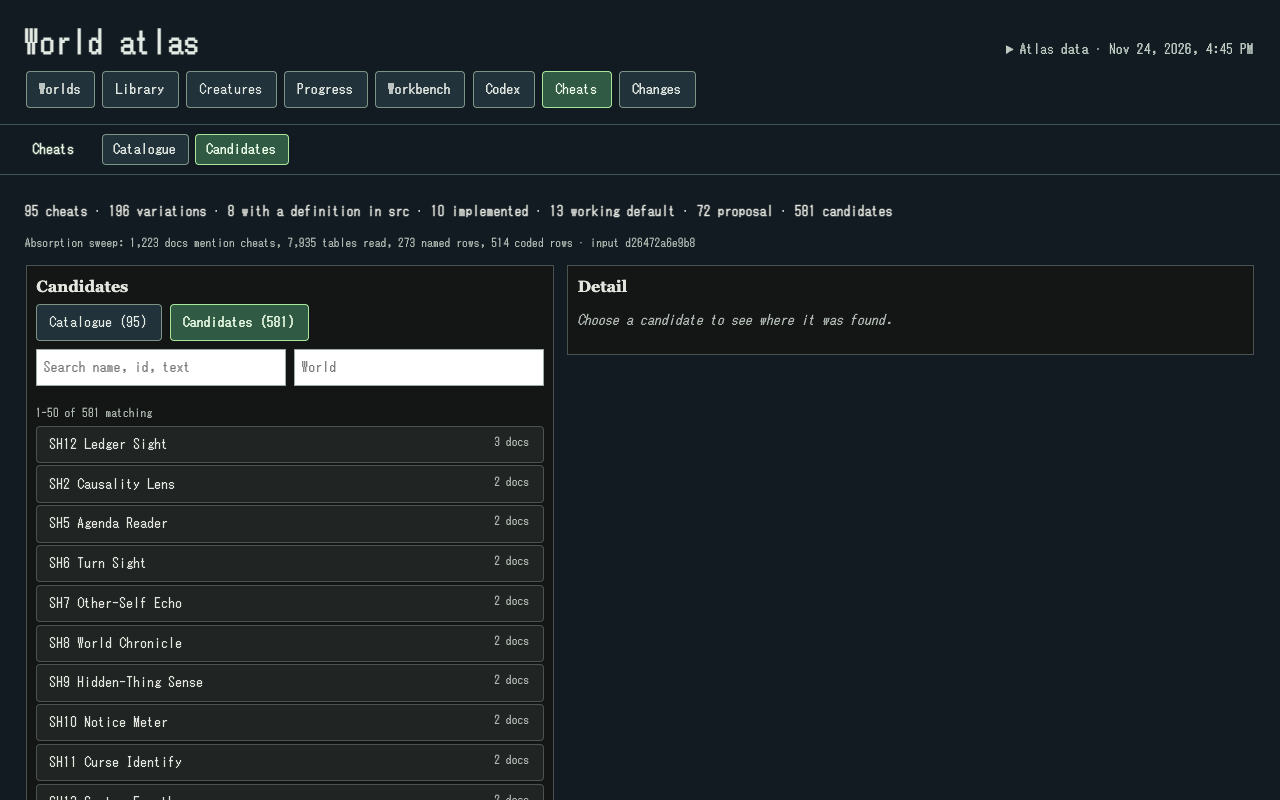 World atlas
▶ Atlas data · Nov 24, 2026, 4:45 PM
Worlds Library Creatures Progress Workbench Codex Cheats Changes
Cheats Catalogue Candidates
95 cheats · 196 variations · 8 with a definition in src · 10 implemented · 13 working default · 72 proposal · 581 candidates
Absorption sweep: 1,223 docs mention cheats, 7,935 tables read, 273 named rows, 514 coded rows · input d26472a6e9b8
Candidates
Catalogue (95) Candidates (581)
Search name, id, text World
1-50 of 581 matching
SH12 Ledger Sight 3 docs
SH2 Causality Lens 2 docs
SH5 Agenda Reader 2 docs
SH6 Turn Sight 2 docs
SH7 Other-Self Echo 2 docs
SH8 World Chronicle 2 docs
SH9 Hidden-Thing Sense 2 docs
SH10 Notice Meter 2 docs
SH11 Curse Identify 2 docs
2 docs
Detail
Choose a candidate to see where it was found.